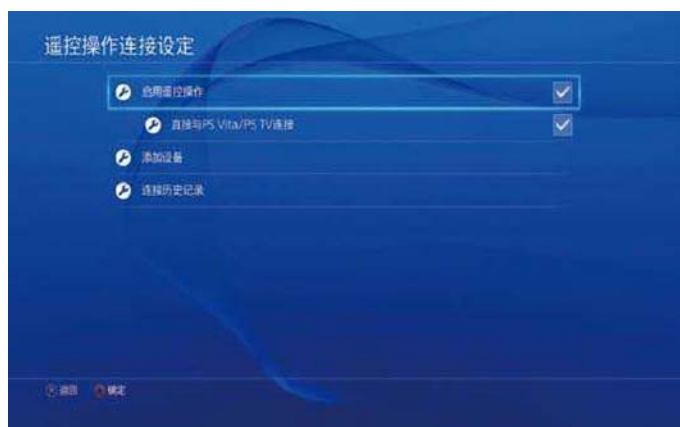 遥控操作连接设定
启用遥控操作
直接与PS Vita/PS TV连接
添加设备
连接历史记录
返回 确定